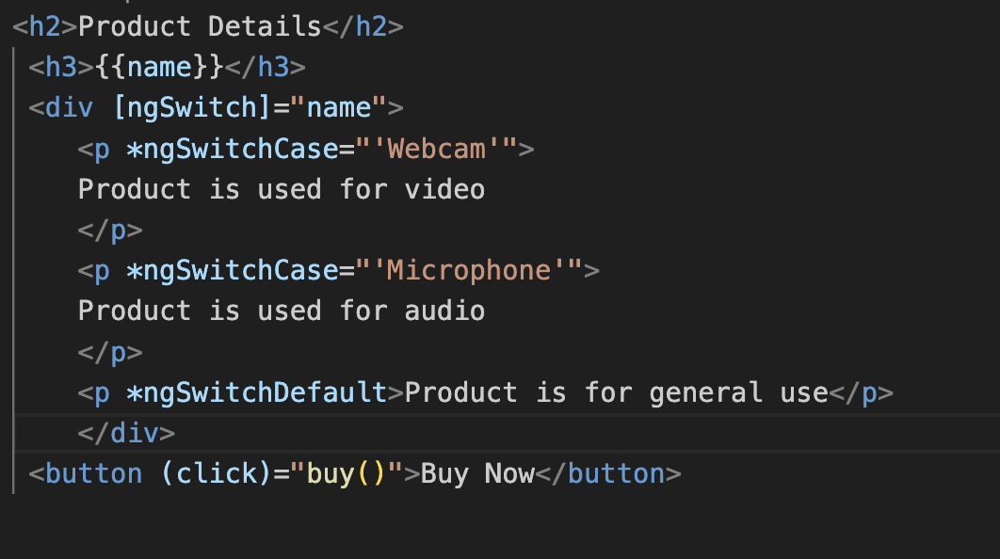 <h2>Product Details</h2>
<h3>{{name}}</h3>
<div [ngSwitch]="name">
<p *ngSwitchCase="'Webcam'">
Product is used for video
</p>
<p *ngSwitchCase="'Microphone'">
Product is used for audio
</p>
<p *ngSwitchDefault>Product is for general use</p>
</div>
<button (click)="buy()">Buy Now</button>